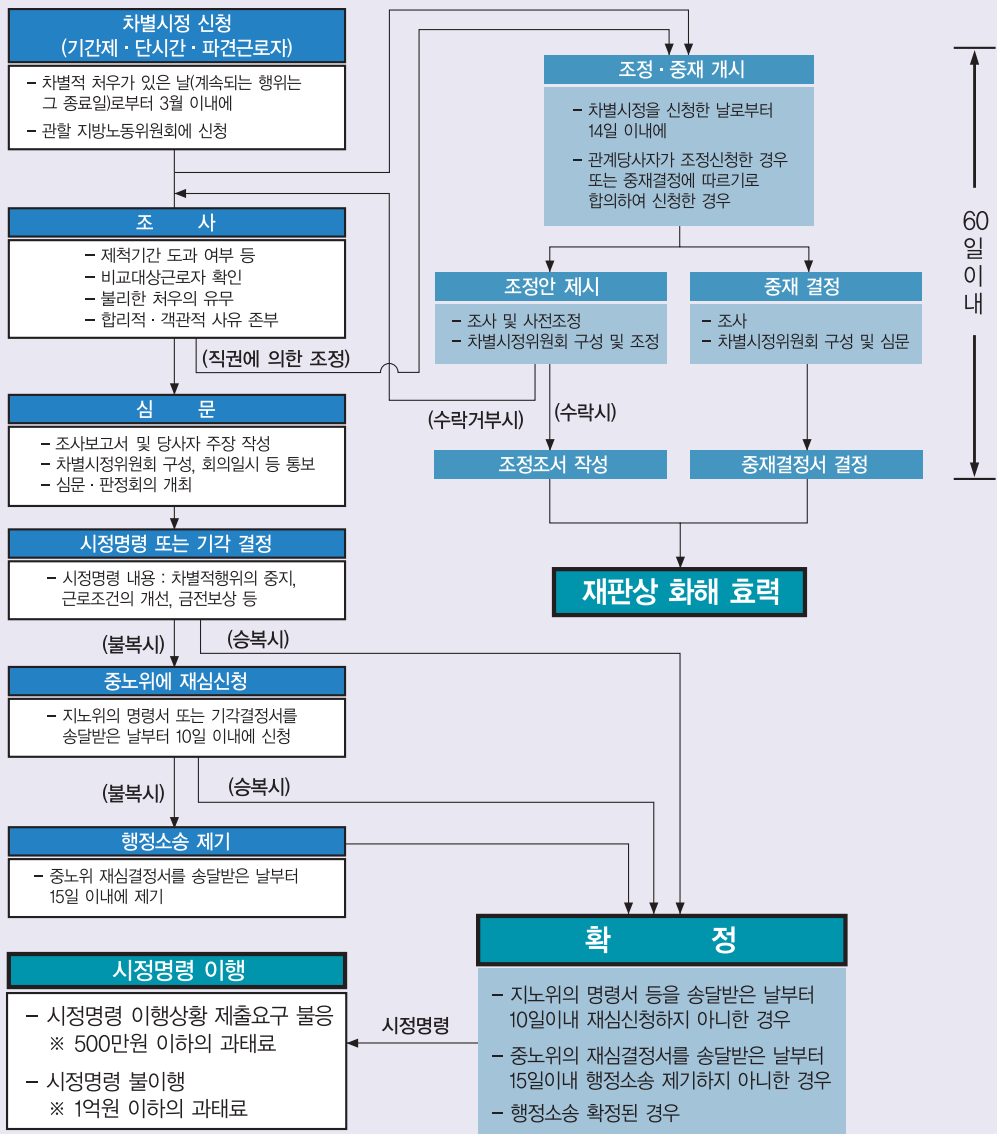 차별시정 신청
(기간제·단시간·파견근로자)
– 차별적 처우가 있은 날(계속되는 행위는
그 종료일)로부터 3월 이내에
– 관할 지방노동위원회에 신청
조 사
– 제척기간 도과 여부 등
– 비교대상근로자 확인
– 불리한 처우의 유무
– 합리적·객관적 사유 존부
(직권에 의한 조정)
심 문
– 조사보고서 및 당사자 주장 작성
– 차별시정위원회 구성, 회의일시 등 통보
– 심문·판정회의 개최
시정명령 또는 기각 결정
– 시정명령 내용 : 차별적행위의 중지,
근로조건의 개선, 금전보상 등
(불복시)
(승복시)
중노위에 재심신청
– 지노위의 명령서 또는 기각결정서를
송달받은 날부터 10일 이내에 신청
(불복시)
(승복시)
행정소송 제기
– 중노위 재심결정서를 송달받은 날부터
15일 이내에 제기
조정·중재 개시
– 차별시정을 신청한 날로부터
14일 이내에
– 관계당사자가 조정신청한 경우
또는 중재결정에 따르기로
합의하여 신청한 경우
조정안 제시
– 조사 및 사전조정
– 차별시정위원회 구성 및 조정
중재 결정
– 조사
– 차별시정위원회 구성 및 심문
(수락거부시)
(수락시)
조정조서 작성
중재결정서 결정
재판상 화해 효력
60
일
이
내
확 정
– 지노위의 명령서 등을 송달받은 날부터
10일이내 재심신청하지 아니한 경우
– 중노위의 재심결정서를 송달받은 날부터
15일이내 행정소송 제기하지 아니한 경우
– 행정소송 확정된 경우
시정명령
시정명령 이행
– 시정명령 이행상황 제출요구 불응
※ 500만원 이하의 과태료
– 시정명령 불이행
※ 1억원 이하의 과태료